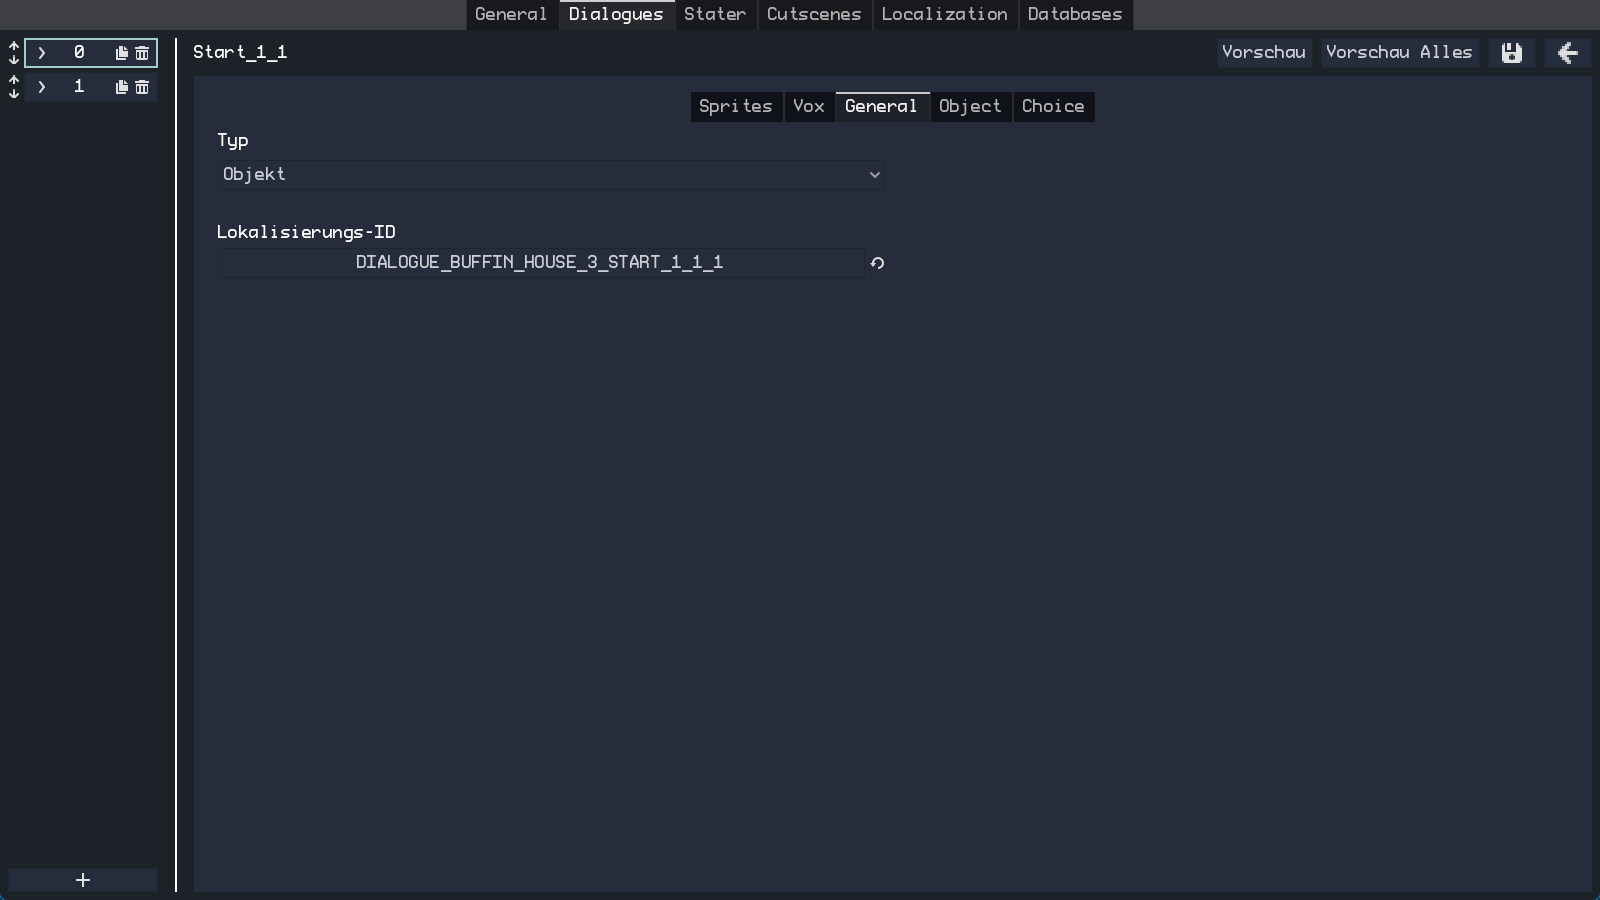 General Dialogues Stater Cutscenes Localization Databases
0
1
Start_1_1
Vorschau Vorschau Alles
Sprites Vox General Object Choice
Typ
Objekt
Lokalisierungs-ID
DIALOGUE_BUFFIN_HOUSE_3_START_1_1_1